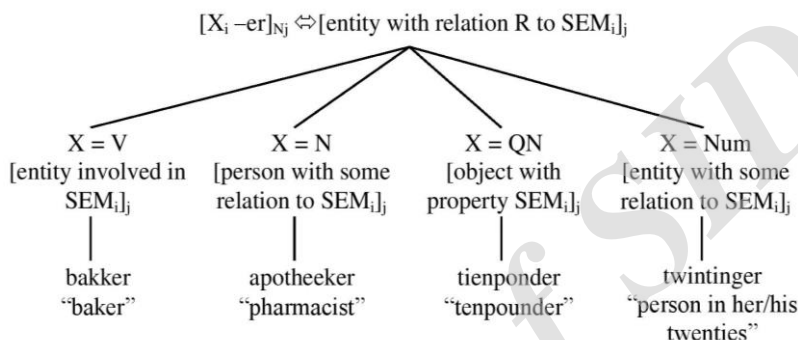 [Xᵢ –er]Nⱼ ⇔[entity with relation R to SEMᵢ]ⱼ
X = V
[entity involved in
SEMᵢ]ⱼ
bakker
“baker”
X = N
[person with some
relation to SEMᵢ]ⱼ
apotheeker
“pharmacist”
X = QN
[object with
property SEMᵢ]ⱼ
tienponder
“tenpounder”
X = Num
[entity with some
relation to SEMᵢ]ⱼ
twintinger
“person in her/his
twenties”
f SID